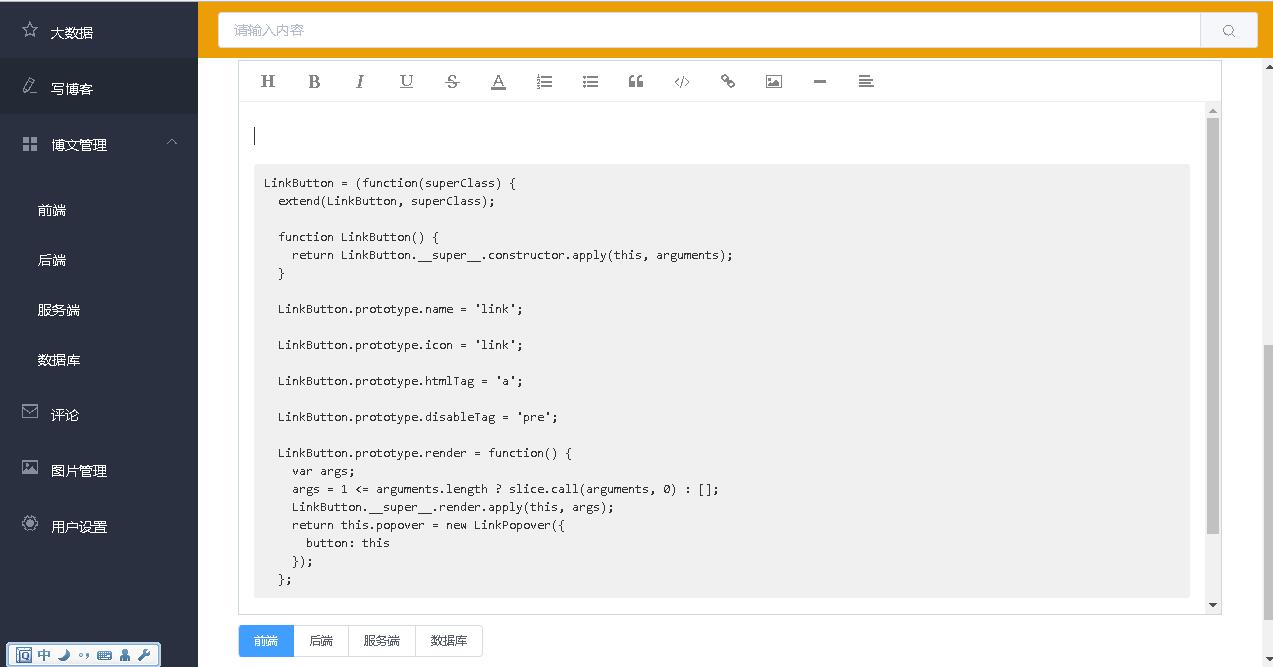 大数据
写博客
博文管理
前端
后端
服务端
数据库
评论
图片管理
用户设置
请输入内容
H B I U S A
LinkButton = (function(superClass) {
  extend(LinkButton, superClass);
  function LinkButton() {
    return LinkButton.__super__.constructor.apply(this, arguments);
  }
  LinkButton.prototype.name = 'link';
  LinkButton.prototype.icon = 'link';
  LinkButton.prototype.htmlTag = 'a';
  LinkButton.prototype.disableTag = 'pre';
  LinkButton.prototype.render = function() {
    var args;
    args = 1 <= arguments.length ? slice.call(arguments, 0) : [];
    LinkButton.__super__.render.apply(this, args);
    return this.popover = new LinkPopover({
      button: this
    });
  };
前端 后端 服务端 数据库
中